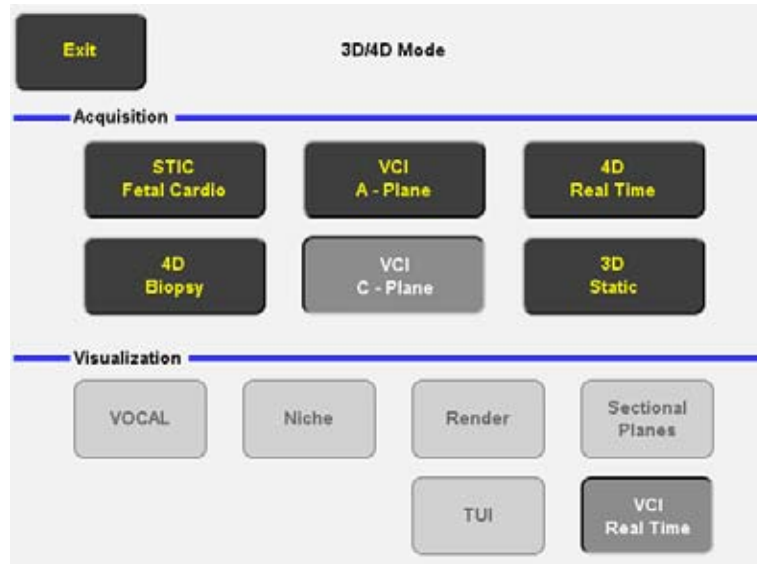 Exit
3D/4D Mode
Acquisition
STIC
Fetal Cardio
VCI
A - Plane
4D
Real Time
4D
Biopsy
VCI
C - Plane
3D
Static
Visualization
VOCAL
Niche
Render
Sectional
Planes
TUI
VCI
Real Time